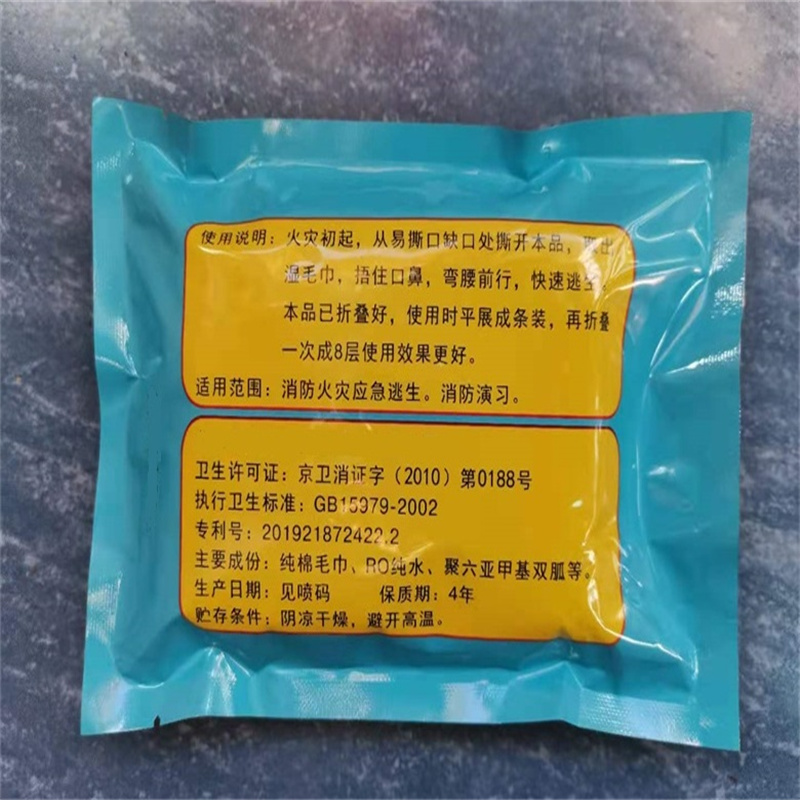 使用说明：火灾初起，从易撕口缺口处撕开本品，取出
湿毛巾，捂住口鼻，弯腰前行，快速逃生。
本品已折叠好，使用时平展成条装，再折叠
一次成8层使用效果更好。
适用范围：消防火灾应急逃生。消防演习。
卫生许可证：京卫消证字（2010）第0188号
执行卫生标准：GB15979-2002
专利号：201921872422.2
主要成份：纯棉毛巾、RO纯水、聚六亚甲基双胍等。
生产日期：见喷码 保质期：4年
贮存条件：阴凉干燥，避开高温。